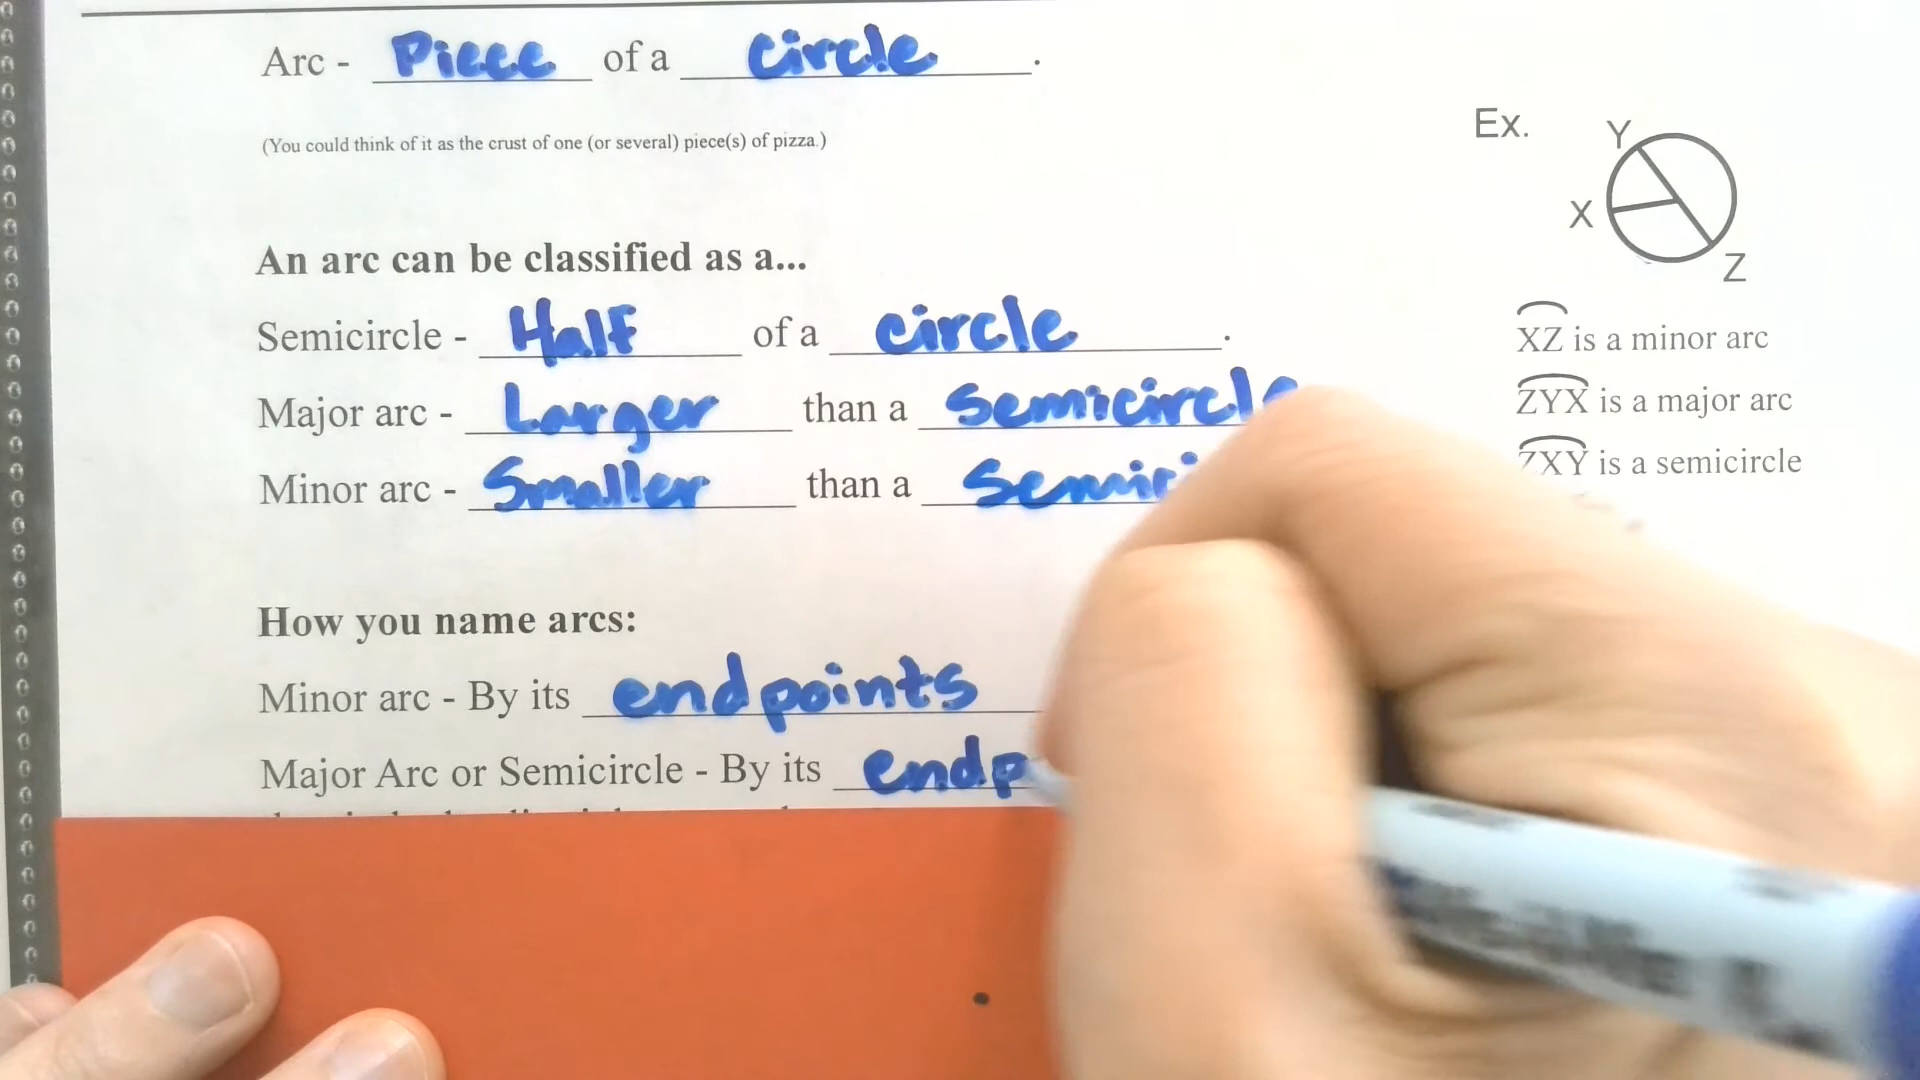 Arc - Piece of a Circle.
(You could think of it as the crust of one (or several) piece(s) of pizza.)
Ex.
Y
X
Z
An arc can be classified as a...
Semicircle - Half of a circle.
Major arc - Larger than a Semicircle
Minor arc - Smaller than a Semici
XZ is a minor arc
ZYX is a major arc
ZXY is a semicircle
How you name arcs:
Minor arc - By its endpoints
Major Arc or Semicircle - By its endp